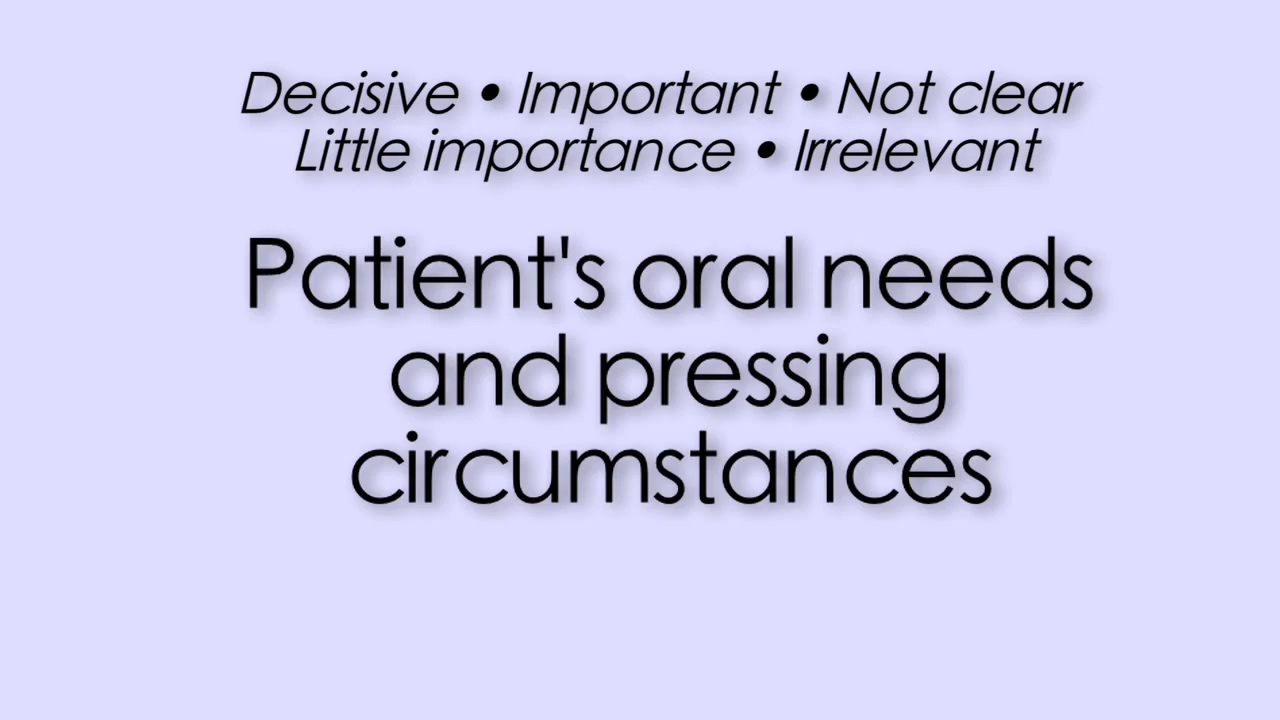 Decisive • Important • Not clear
Little importance • Irrelevant
Patient's oral needs
and pressing
circumstances